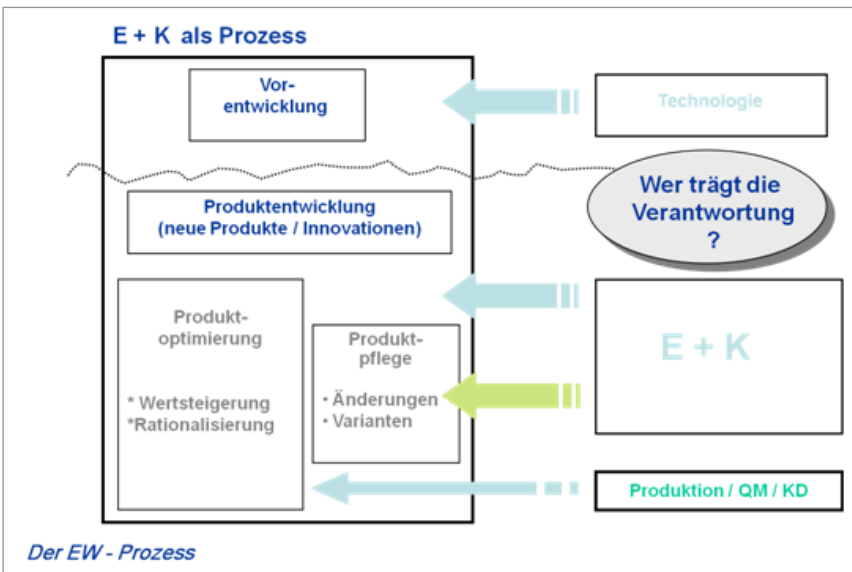 E + K als Prozess
Vor-
entwicklung
Technologie
Wer trägt die
Verantwortung
?
Produktentwicklung
(neue Produkte / Innovationen)
Produkt-
optimierung
* Wertsteigerung
*Rationalisierung
Produkt-
pflege
• Änderungen
• Varianten
E + K
Produktion / QM / KD
Der EW - Prozess